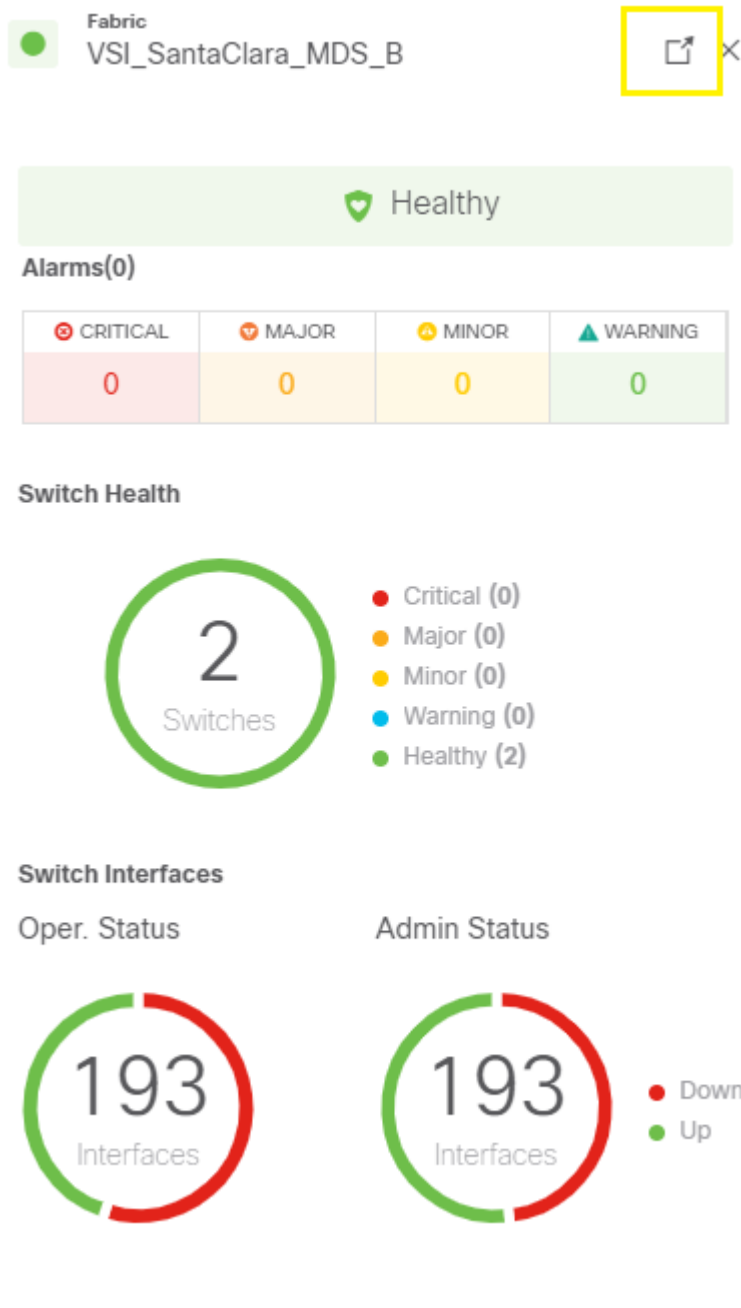 Fabric
VSI_SantaClara_MDS_B
Healthy
Alarms(0)
CRITICAL MAJOR MINOR WARNING
0 0 0 0
Switch Health
2
Switches
Critical (0)
Major (0)
Minor (0)
Warning (0)
Healthy (2)
Switch Interfaces
Oper. Status Admin Status
193 193
Interfaces Interfaces
Down
Up